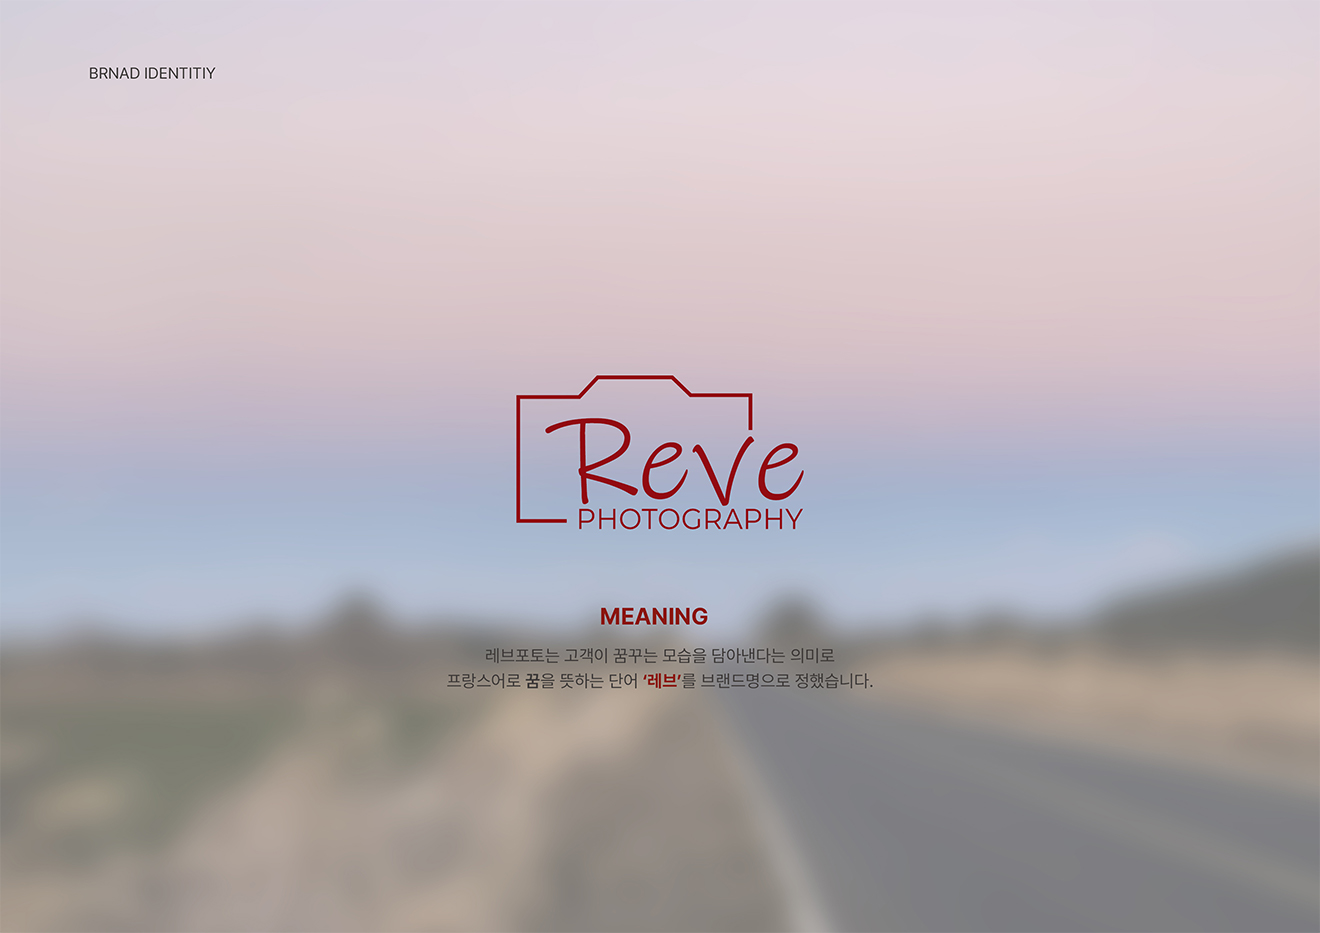 BRNAD IDENTITIY
Reve
PHOTOGRAPHY
MEANING
레브포토는 고객이 꿈꾸는 모습을 담아낸다는 의미로
프랑스어로 꿈을 뜻하는 단어 ‘레브’를 브랜드명으로 정했습니다.